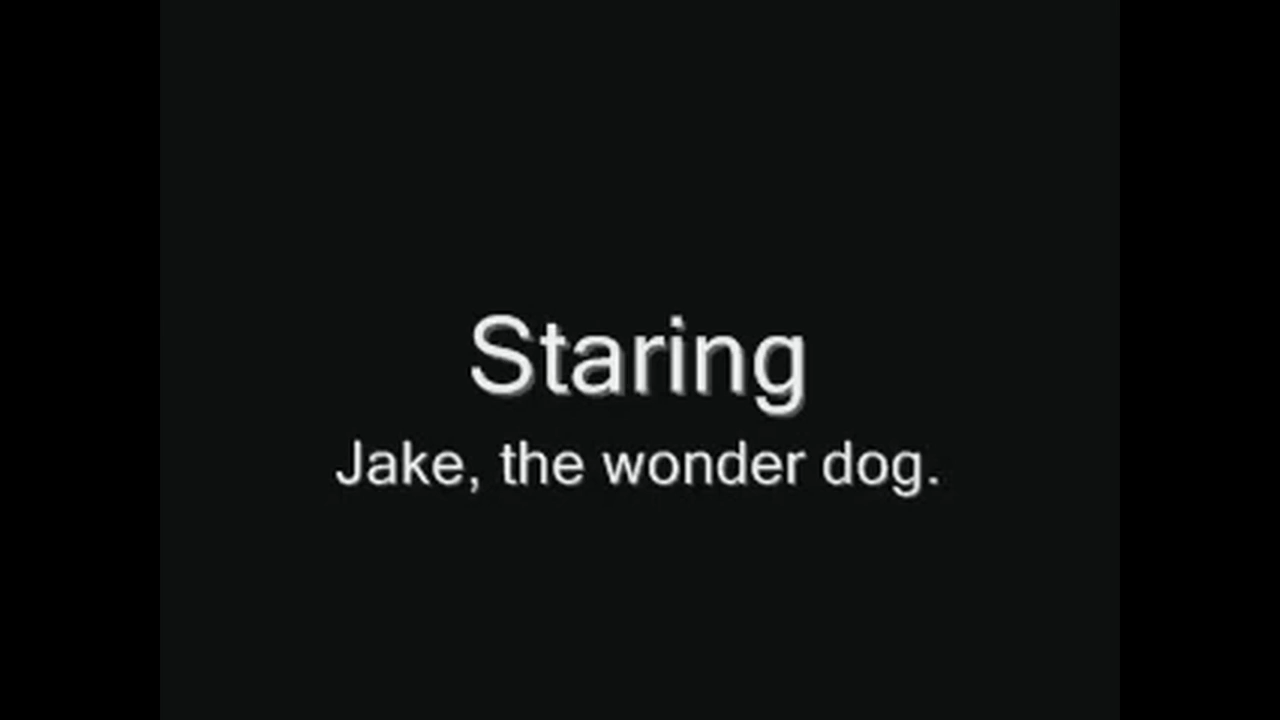 Staring
Jake, the wonder dog.